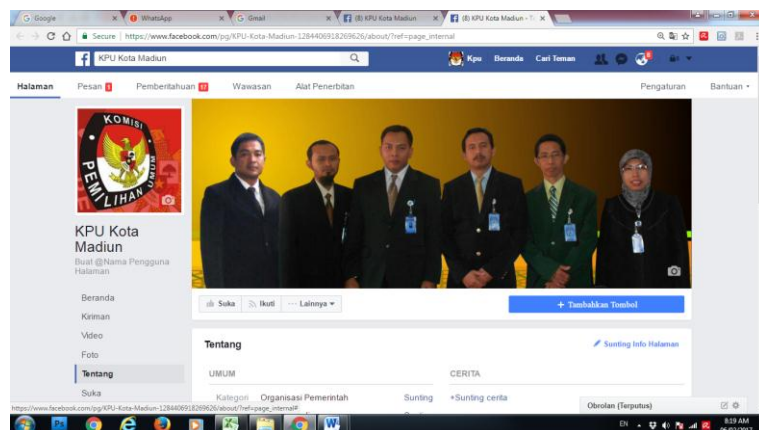 Google
WhatsApp
Gmail
(8) KPU Kota Madiun
(8) KPU Kota Madiun - T
Secure
https://www.facebook.com/pg/KPU-Kota-Madiun-1284406918269626/about/?ref=page_internal
KPU Kota Madiun
Kpu
Beranda
Cari Teman
Halaman
Pesan
Pemberitahuan
Wawasan
Alat Penerbitan
Pengaturan
Bantuan
KOMISI
PEMILIHAN UMUM
KPU Kota
Madiun
Buat @Nama Pengguna
Halaman
Beranda
Kiriman
Video
Foto
Tentang
Suka
Suka
Ikuti
Lainnya
+ Tambahkan Tombol
Tentang
Sunting Info Halaman
UMUM
CERITA
Kategori
Organisasi Pemerintah
Sunting
+Sunting cerita
https://www.facebook.com/pg/KPU-Kota-Madiun-1284406918269626/about/?ref=page_internal#
Obrolan (Terputus)
EN
8:19 AM